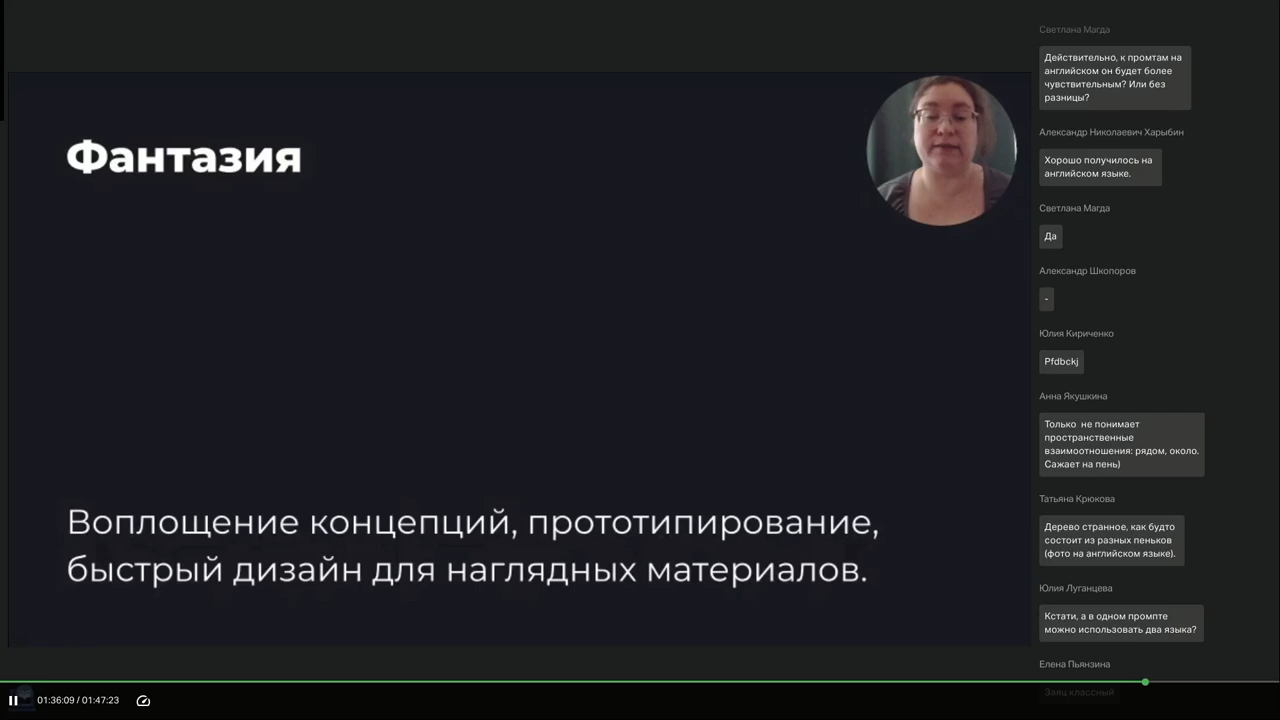 Фантазия
Воплощение концепций, прототипирование,
быстрый дизайн для наглядных материалов.
Светлана Магда
Действительно, к промтам на
английском он будет более
чувствительным? Или без
разницы?
Александр Николаевич Харыбин
Хорошо получилось на
английском языке.
Светлана Магда
Да
Александр Шкопоров
-
Юлия Кириченко
Pfdbckj
Анна Якушкина
Только не понимает
пространственные
взаимоотношения: рядом, около.
Сажает на пень)
Татьяна Крюкова
Дерево странное, как будто
состоит из разных пеньков
(фото на английском языке).
Юлия Луганцева
Кстати, а в одном промпте
можно использовать два языка?
Елена Пьянзина
Заяц классный
01:36:09 / 01:47:23